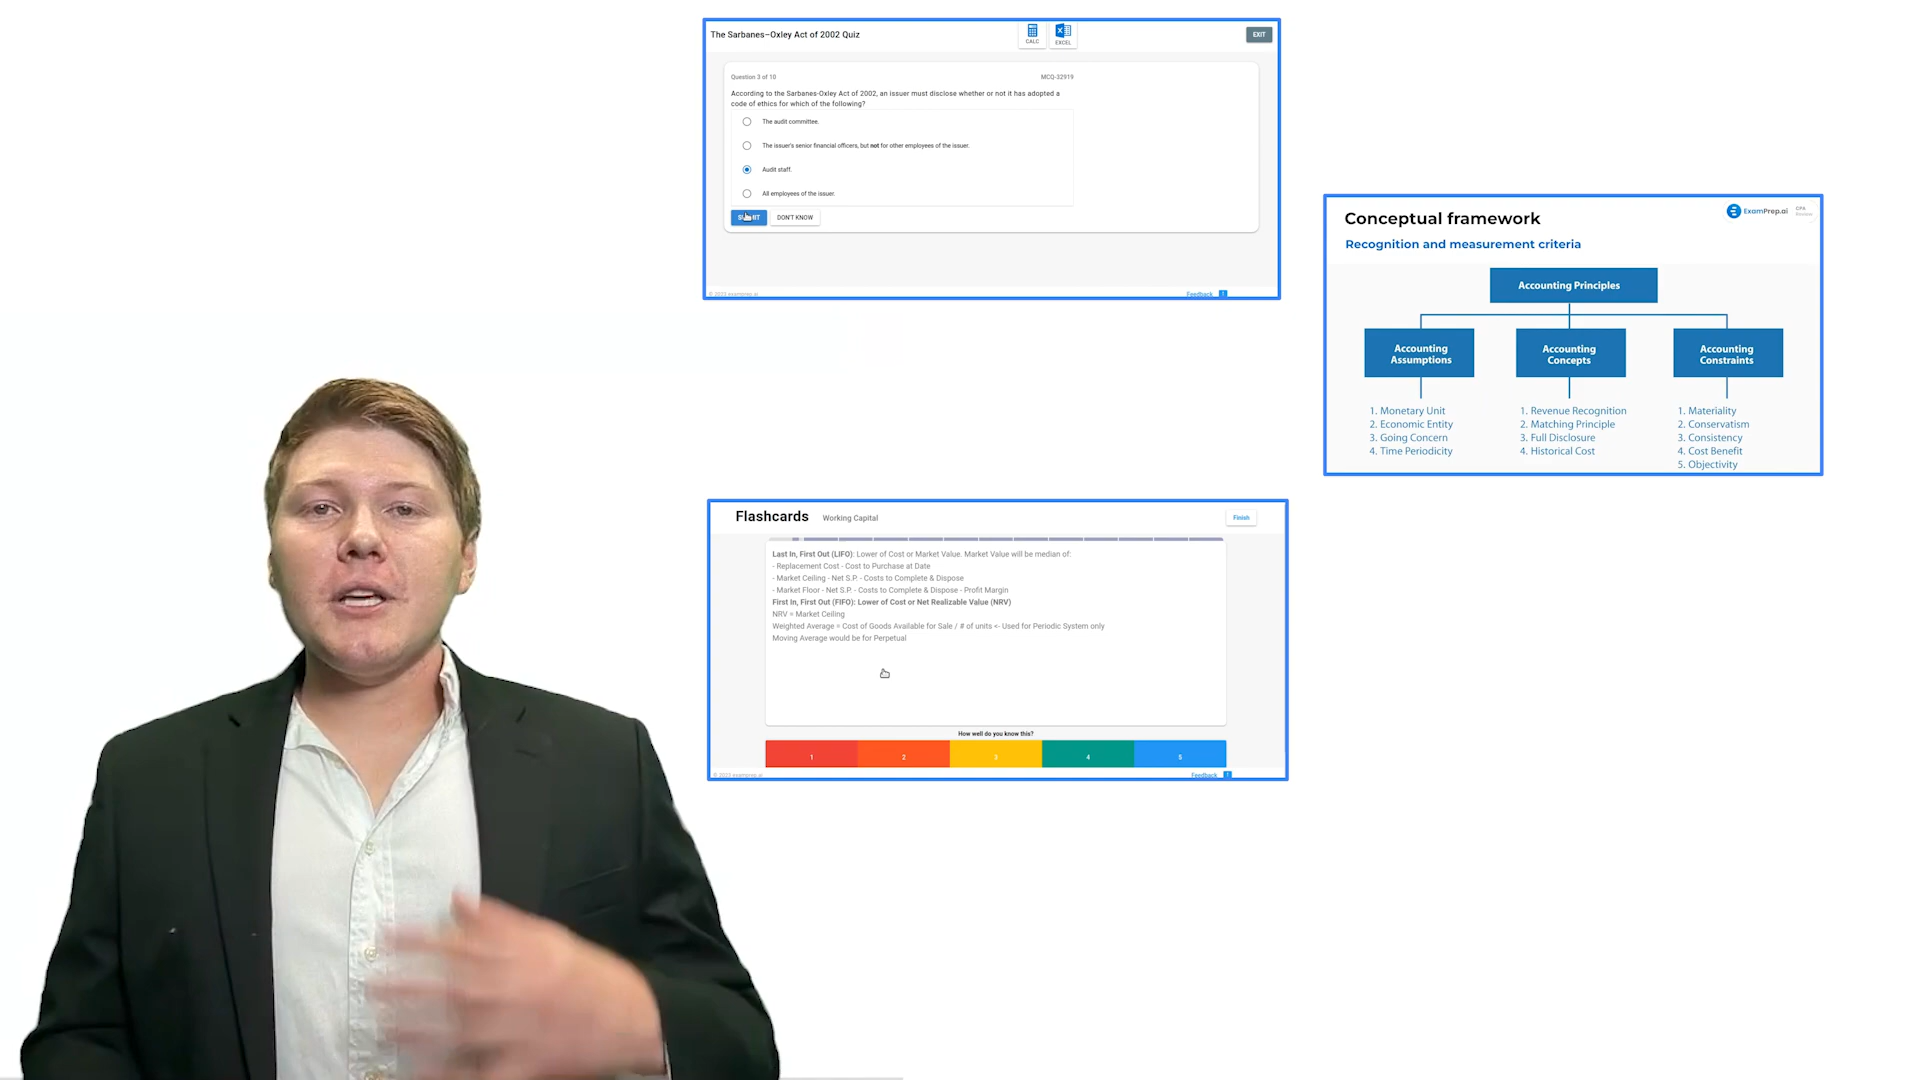 The Sarbanes–Oxley Act of 2002 Quiz
CALC
EXCEL
EXIT
Question 3 of 10
MCQ-32919
According to the Sarbanes-Oxley Act of 2002, an issuer must disclose whether or not it has adopted a
code of ethics for which of the following?
The audit committee.
The issuer's senior financial officers, but not for other employees of the issuer.
Audit staff.
All employees of the issuer.
DON'T KNOW
© 2023 examprep.ai
Feedback
Conceptual framework
ExamPrep.ai
CPA
Review
Recognition and measurement criteria
Accounting Principles
Accounting
Assumptions
Accounting
Concepts
Accounting
Constraints
1. Monetary Unit
2. Economic Entity
3. Going Concern
4. Time Periodicity
1. Revenue Recognition
2. Matching Principle
3. Full Disclosure
4. Historical Cost
1. Materiality
2. Conservatism
3. Consistency
4. Cost Benefit
5. Objectivity
Flashcards
Working Capital
Finish
Last In, First Out (LIFO): Lower of Cost or Market Value. Market Value will be median of:
- Replacement Cost - Cost to Purchase at Date
- Market Ceiling - Net S.P. - Costs to Complete & Dispose
- Market Floor - Net S.P. - Costs to Complete & Dispose - Profit Margin
First In, First Out (FIFO): Lower of Cost or Net Realizable Value (NRV)
NRV = Market Ceiling
Weighted Average = Cost of Goods Available for Sale / # of units <- Used for Periodic System only
Moving Average would be for Perpetual
How well do you know this?
1
2
3
4
5
© 2023 examprep.ai
Feedback